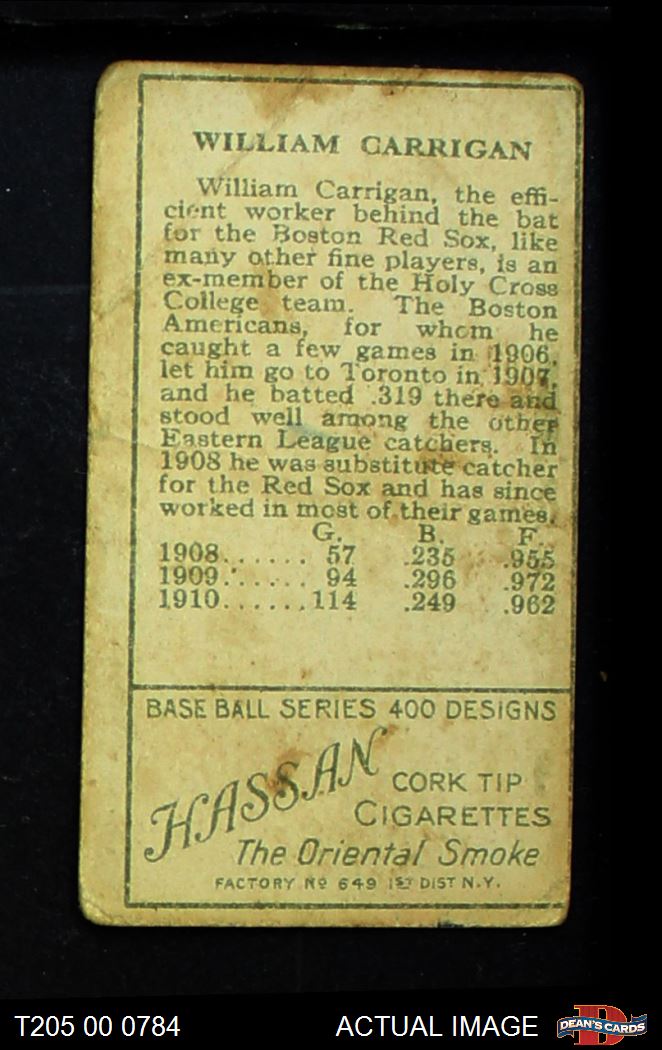 WILLIAM CARRIGAN
William Carrigan, the effi-
cient worker behind the bat
for the Boston Red Sox, like
many other fine players, is an
ex-member of the Holy Cross
College team. The Boston
Americans, for whom he
caught a few games in 1906,
let him go to Toronto in 1907,
and he batted .319 there and
stood well among the other
Eastern League catchers. In
1908 he was substitute catcher
for the Red Sox and has since
worked in most of their games.
G. B. F.
1908....... 57 .235 .955
1909....... 94 .296 .972
1910......114 .249 .962
BASE BALL SERIES 400 DESIGNS
HASSAN
CORK TIP
CIGARETTES
The Oriental Smoke
FACTORY No 649 1ST DIST N.Y.
T205 00 0784
ACTUAL IMAGE
DEAN'S CARDS